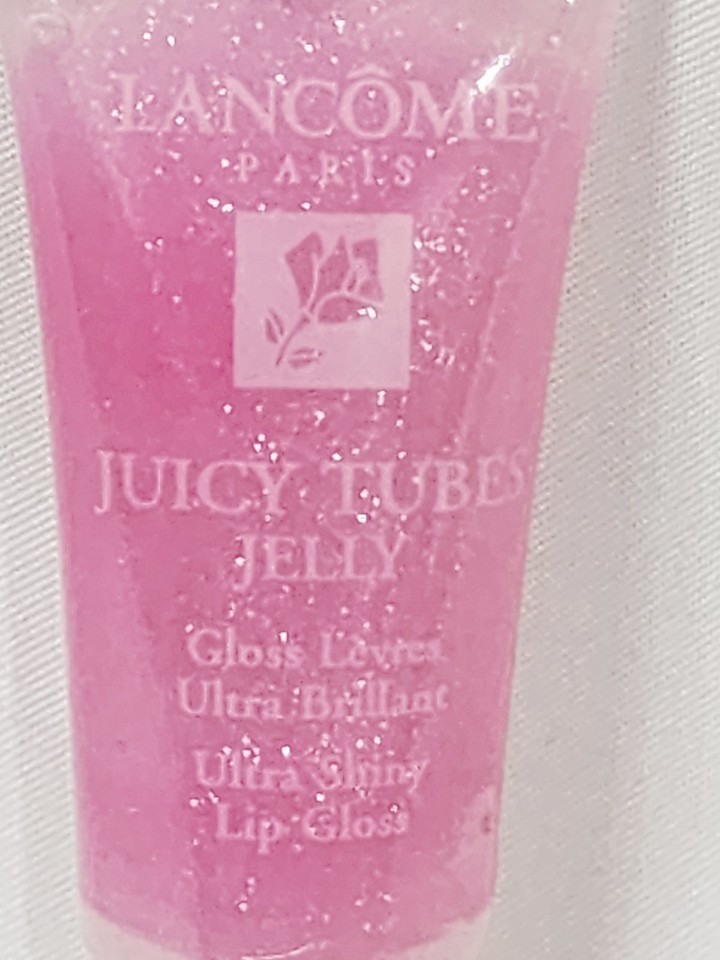 LANCÔME
PARIS
JUICY TUBES
JELLY
Gloss Lèvres
Ultra Brillant
Ultra Shiny
Lip Gloss